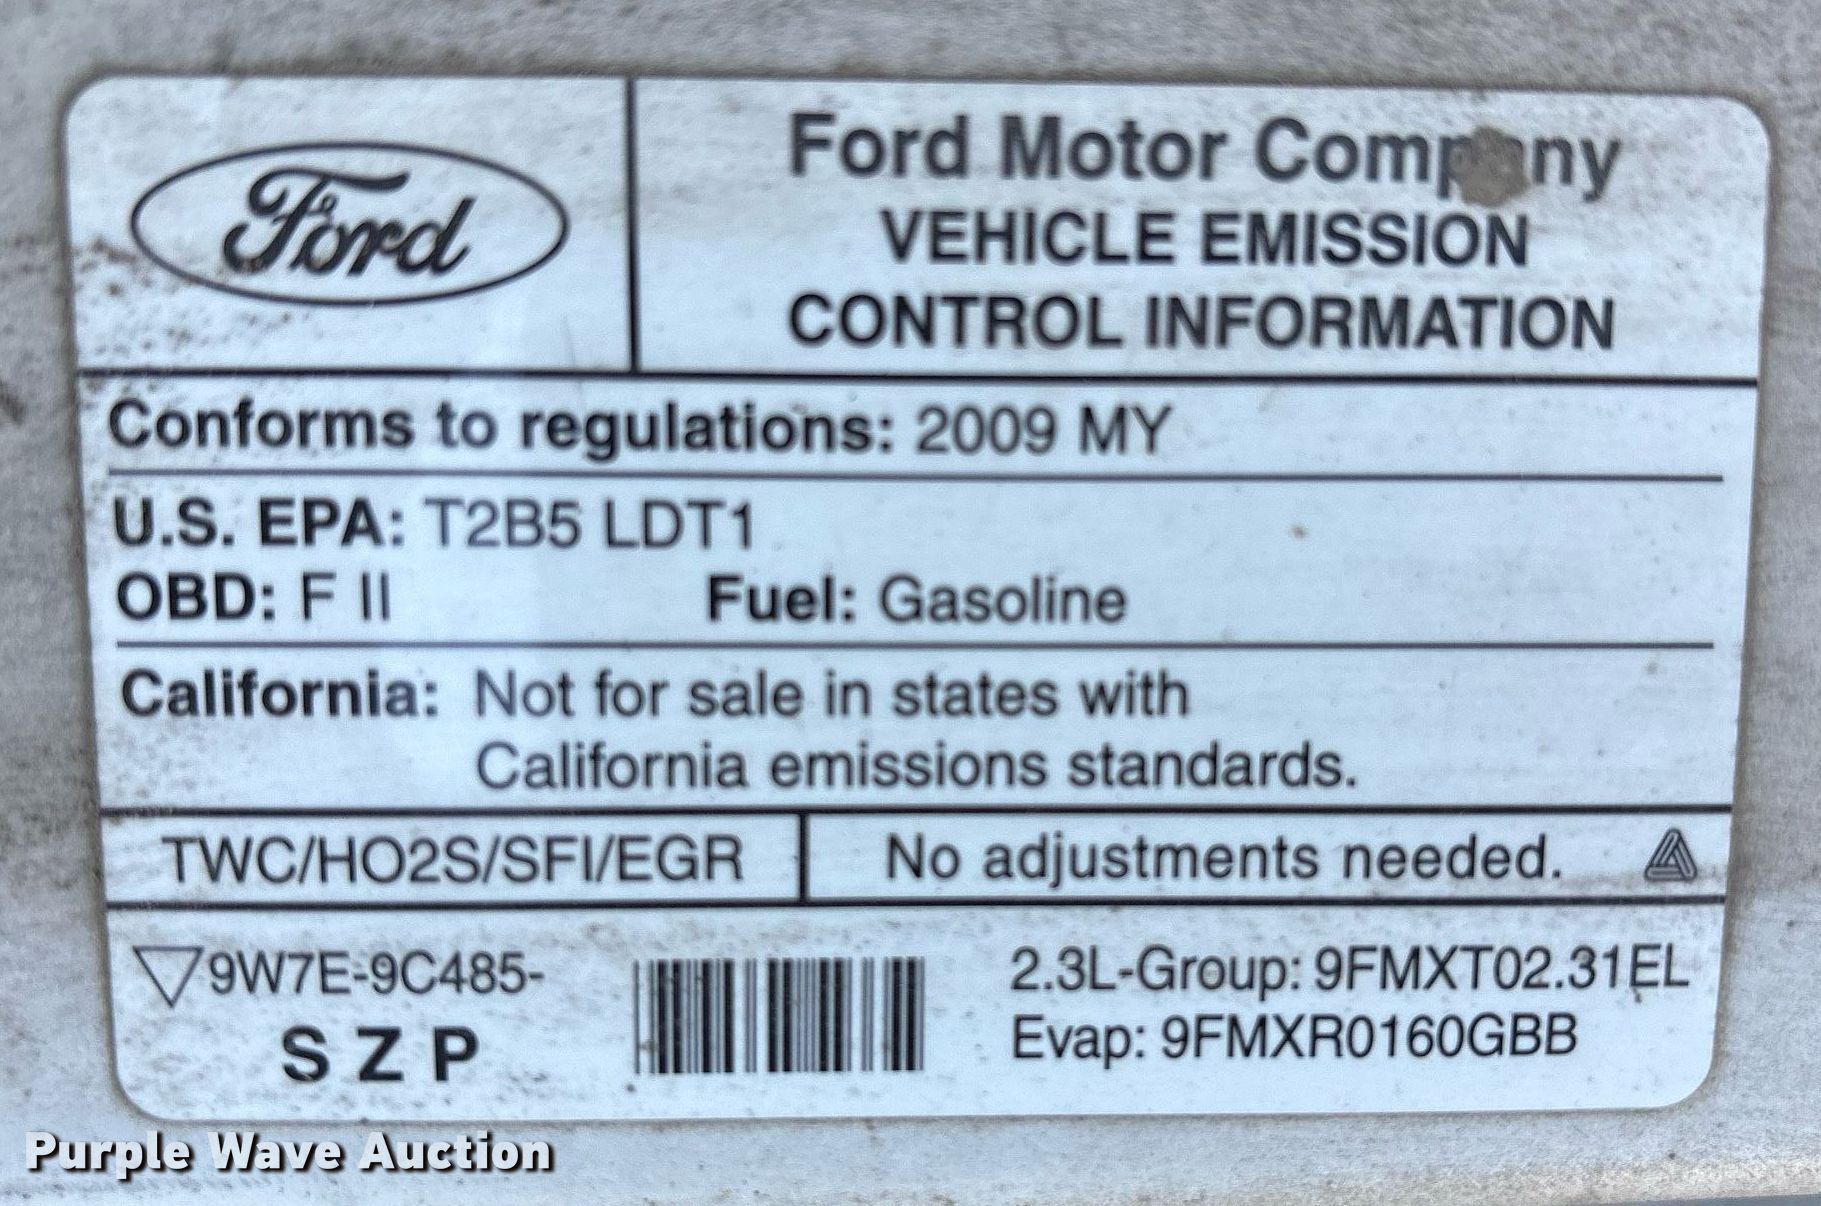 Ford
Ford Motor Company
VEHICLE EMISSION
CONTROL INFORMATION
Conforms to regulations: 2009 MY
U.S. EPA: T2B5 LDT1
OBD: F II Fuel: Gasoline
California: Not for sale in states with
California emissions standards.
TWC/HO2S/SFI/EGR No adjustments needed.
9W7E-9C485-
S Z P
2.3L-Group: 9FMXT02.31EL
Evap: 9FMXR0160GBB
Purple Wave Auction